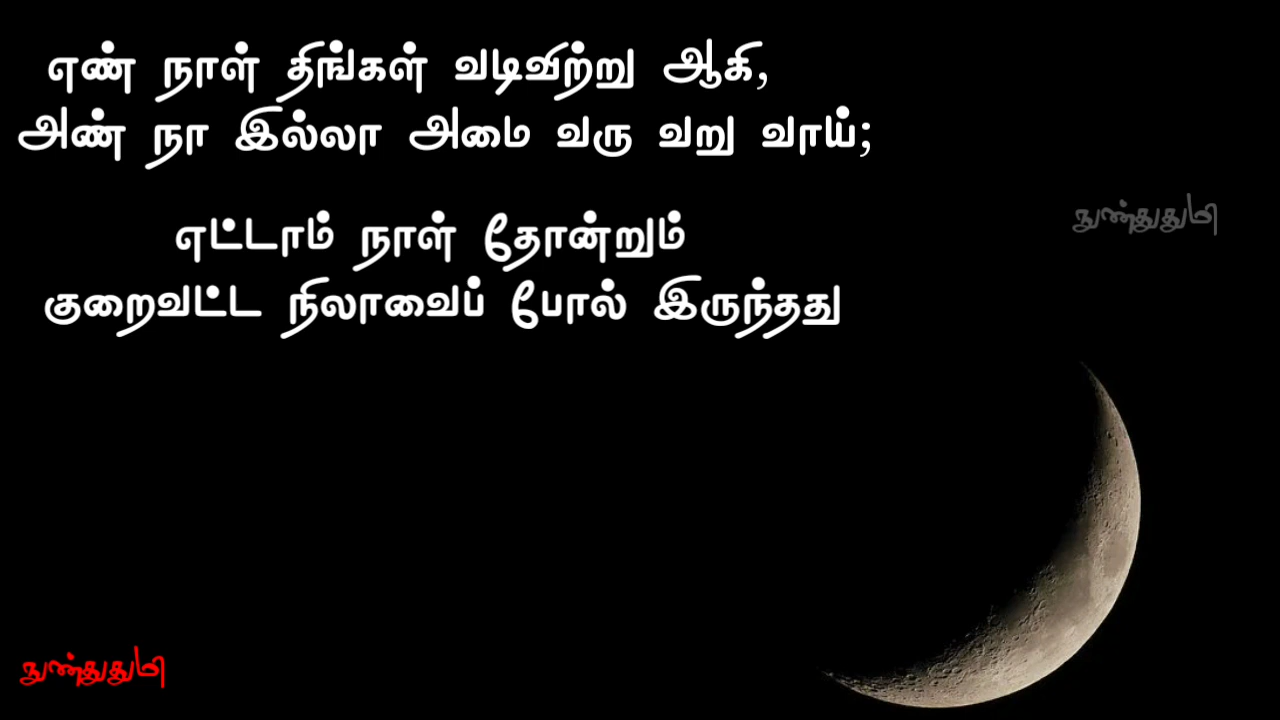 எண் நாள் திங்கள் வடிவிற்று ஆகி,
அண் நா இல்லா அமை வரு வறு வாய்;
நுண்துதுமி
எட்டாம் நாள் தோன்றும்
குறைவட்ட நிலாவைப் போல் இருந்தது
நுண்துதுமி